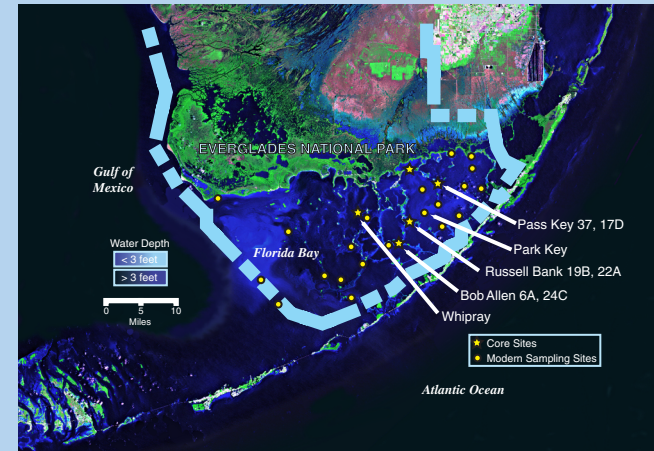 EVERGLADES NATIONAL PARK
Gulf of
Mexico
Water Depth
< 3 feet
> 3 feet
0 5 10
Miles
Florida Bay
Pass Key 37, 17D
Park Key
Russell Bank 19B, 22A
Bob Allen 6A, 24C
Whipray
Core Sites
Modern Sampling Sites
Atlantic Ocean